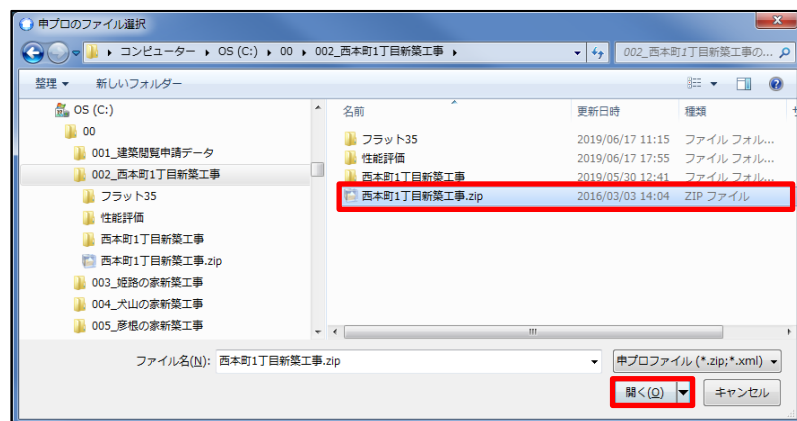 申プロのファイル選択
コンピューター ▸ OS (C:) ▸ 00 ▸ 002_西本町1丁目新築工事 ▸
002_西本町1丁目新築工事の...
整理 ▼ 新しいフォルダー
OS (C:)
00
001_建築閲覧申請データ
002_西本町1丁目新築工事
フラット35
性能評価
西本町1丁目新築工事
西本町1丁目新築工事.zip
003_姫路の家新築工事
004_犬山の家新築工事
005_彦根の家新築工事
名前 更新日時 種類
フラット35 2019/06/17 11:15 ファイル フォル...
性能評価 2019/06/17 17:55 ファイル フォル...
西本町1丁目新築工事 2019/05/30 12:41 ファイル フォル...
西本町1丁目新築工事.zip 2016/03/03 14:04 ZIP ファイル
ファイル名(N): 西本町1丁目新築工事.zip
申プロファイル (*.zip;*.xml)
開く(O) キャンセル